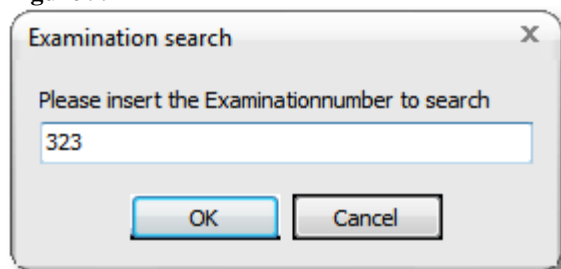 Examination search
Please insert the Examinationnumber to search
323
OK
Cancel